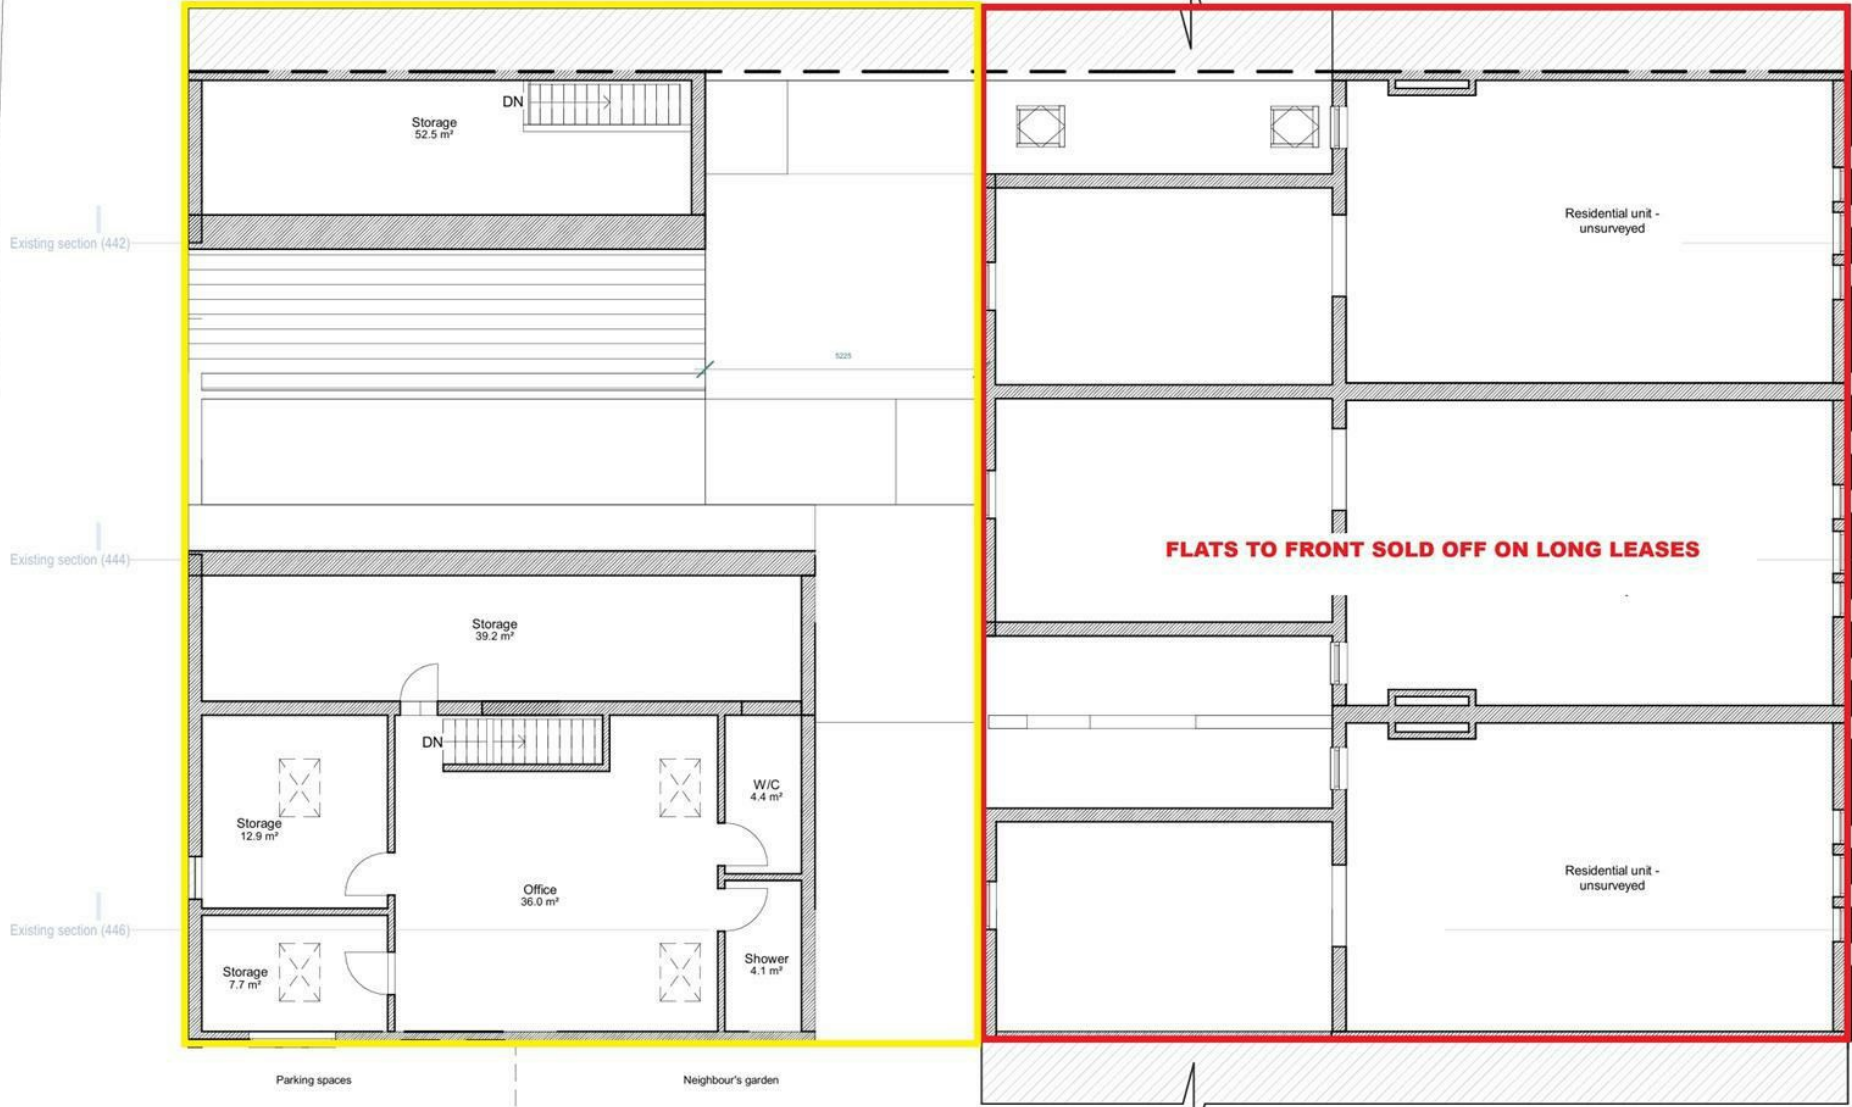 DN
Storage
52.5 m²
Existing section (442)
5225
Existing section (444)
Storage
39.2 m²
DN
W/C
4.4 m²
Storage
12.9 m²
Office
36.0 m²
Existing section (446)
Storage
7.7 m²
Shower
4.1 m²
Parking spaces
Neighbour's garden
Residential unit -
unsurveyed
FLATS TO FRONT SOLD OFF ON LONG LEASES
Residential unit -
unsurveyed